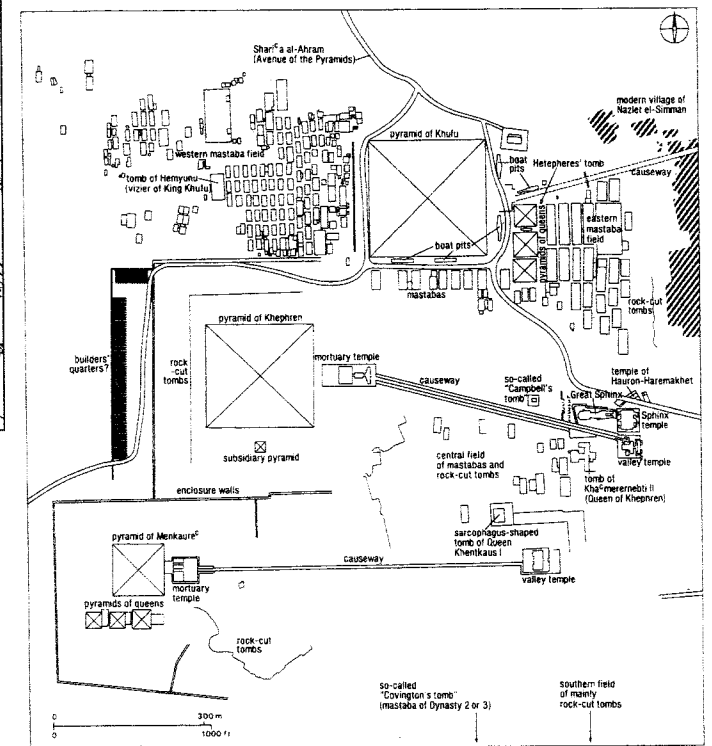 Shari^c a al-Ahram
(Avenue of the Pyramids)
modern village of
Nazlet el-Simman
pyramid of Khufu
western mastaba field
tomb of Hemyunu
(vizier of King Khufu)
boat
pits
Hetepheres' tomb
causeway
pyramids of queens
eastern
mastaba
field
boat pits
mastabas
rock-cut
tombs
pyramid of Khephren
builders'
quarters?
rock
-cut
tombs
mortuary temple
causeway
so-called
"Campbell's
tomb"
temple of
Hauron-Haremakhet
Great Sphinx
Sphinx
temple
valley temple
subsidiary pyramid
central field
of mastabas and
rock-cut tombs
tomb of
Kha^cmerernebti II
(Queen of Khephren)
enclosure walls
pyramid of Menkaure^c
sarcophagus-shaped
tomb of Queen
Khentkaus I
causeway
mortuary
temple
valley temple
pyramids of queens
rock-cut
tombs
so-called
"Covington's tomb"
(mastaba of Dynasty 2 or 3)
southern field
of mainly
rock-cut tombs
0 300 m
0 1000 ft